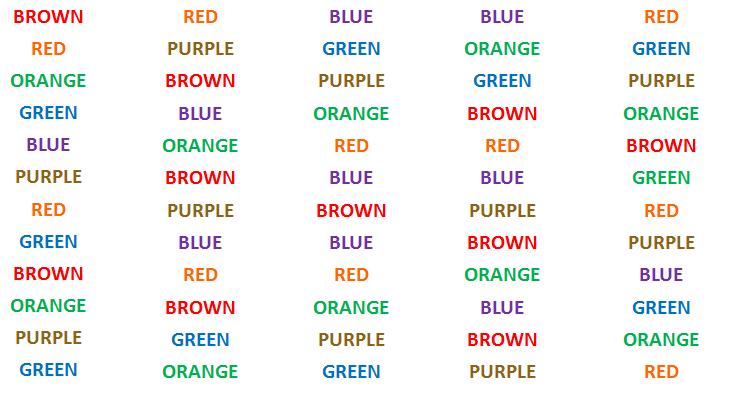 BROWN RED BLUE BLUE RED
RED PURPLE GREEN ORANGE GREEN
ORANGE BROWN PURPLE GREEN PURPLE
GREEN BLUE ORANGE BROWN ORANGE
BLUE ORANGE RED RED BROWN
PURPLE BROWN BLUE BLUE GREEN
RED PURPLE BROWN PURPLE RED
GREEN BLUE BLUE BROWN PURPLE
BROWN RED RED ORANGE BLUE
ORANGE BROWN ORANGE BLUE GREEN
PURPLE GREEN PURPLE BROWN ORANGE
GREEN ORANGE GREEN PURPLE RED